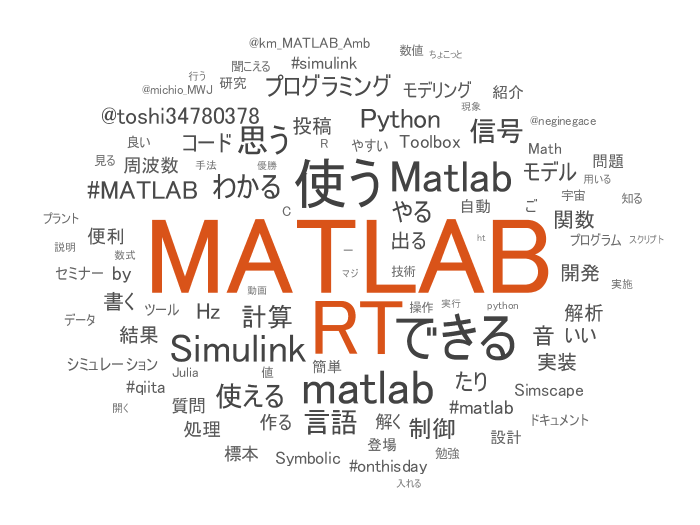 @km_MATLAB_Amb 数値 ちょこっと
聞こえる #simulink
行う 研究 プログラミング モデリング 紹介
@michio_MWJ 現象
@toshi34780378 投稿 Python 信号 @neginegace
良い コード 思う R やすい Toolbox Math
見る 周波数 手法 優勝 使う Matlab モデル 問題
#MATLAB わかる 用いる
宇宙 知る
プラント C やる 自動 ご 関数
便利 MATLAB 出る ht プログラム スクリプト
説明 数式 一
セミナー by マジ 技術 開発 実施
書く 動画
データ ツール Hz 計算 RT 操作 実行 python 解析
結果 できる 音 いい
Simulink 実装
シミュレーション Julia 値 簡単
#qiita 使える matlab たり Simscape
開く 質問 #matlab
処理 作る 言語 解く 制御 設計 ドキュメント
標本 Symbolic 登場 勉強
#onthisday
入れる